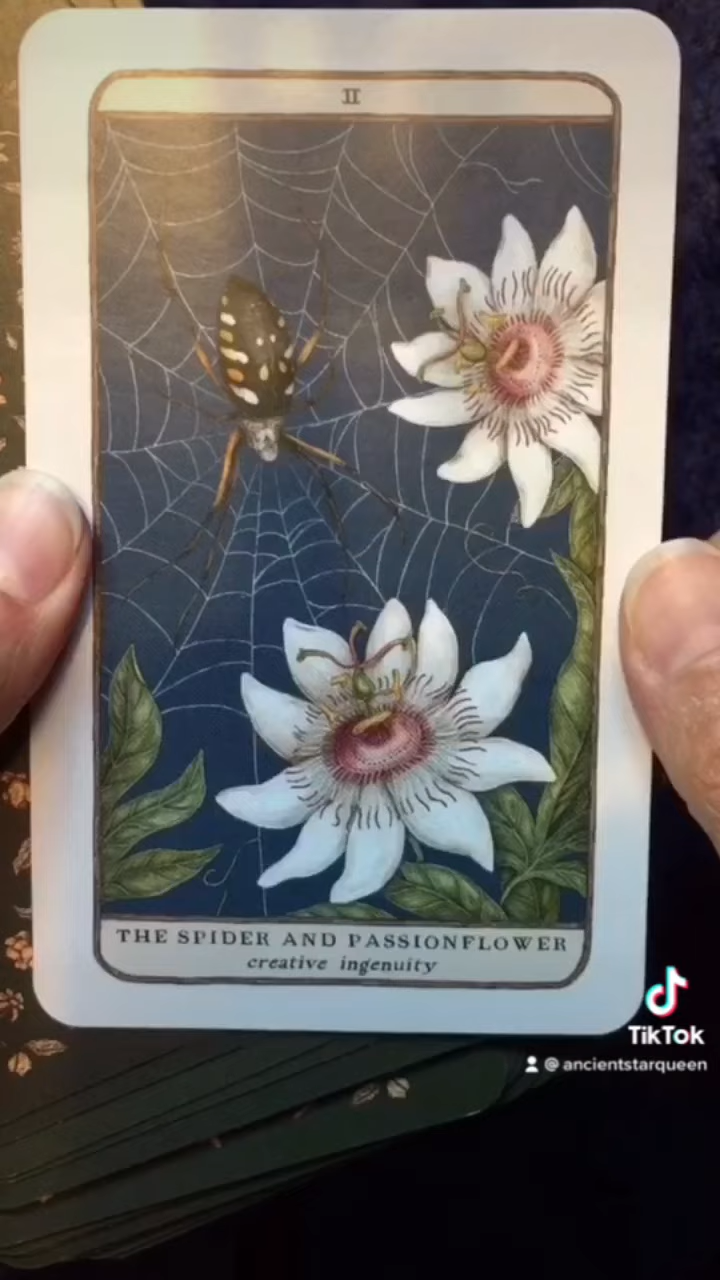 II
THE SPIDER AND PASSIONFLOWER
creative ingenuity
TikTok
@ancientstarqueen